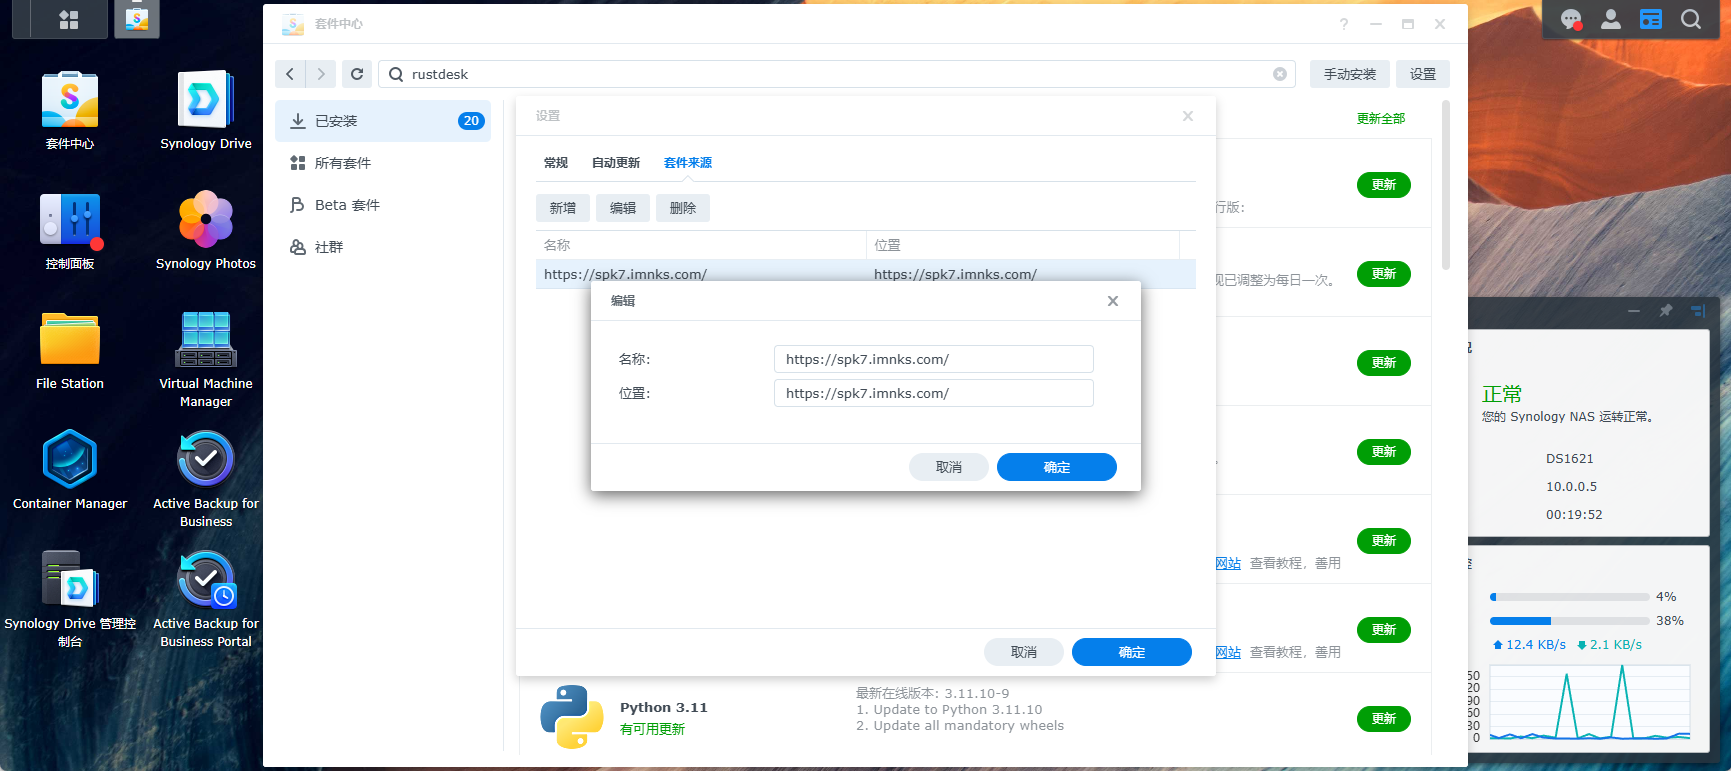 套件中心
rustdesk
手动安装
设置
套件中心
Synology Drive
控制面板
Synology Photos
File Station
Virtual Machine
Manager
Container Manager
Active Backup for
Business
Synology Drive 管理控
制台
Active Backup for
Business Portal
已安装
20
所有套件
Beta 套件
社群
更新全部
更新
行版：
更新
现已调整为每日一次。
更新
更新
更新
网站 查看教程，善用
更新
网站 查看教程，善用
设置
常规
自动更新
套件来源
新增
编辑
删除
名称
位置
https://spk7.imnks.com/
https://spk7.imnks.com/
编辑
名称：
https://spk7.imnks.com/
位置：
https://spk7.imnks.com/
取消
确定
取消
确定
Python 3.11
有可用更新
最新在线版本：3.11.10-9
1. Update to Python 3.11.10
2. Update all mandatory wheels
更新
正常
您的 Synology NAS 运转正常。
DS1621
10.0.0.5
00:19:52
4%
38%
12.4 KB/s
2.1 KB/s
50
20
90
60
30
0